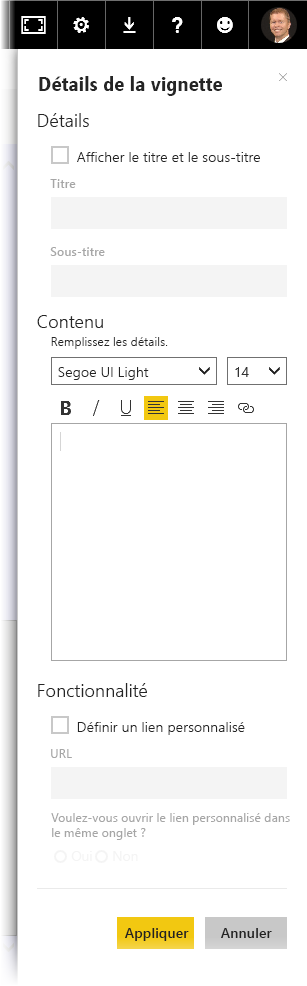 Détails de la vignette
Détails
Afficher le titre et le sous-titre
Titre
Sous-titre
Contenu
Remplissez les détails.
Segoe UI Light 14
B / U
Fonctionnalité
Définir un lien personnalisé
URL
Voulez-vous ouvrir le lien personnalisé dans
le même onglet ?
Oui Non
Appliquer Annuler